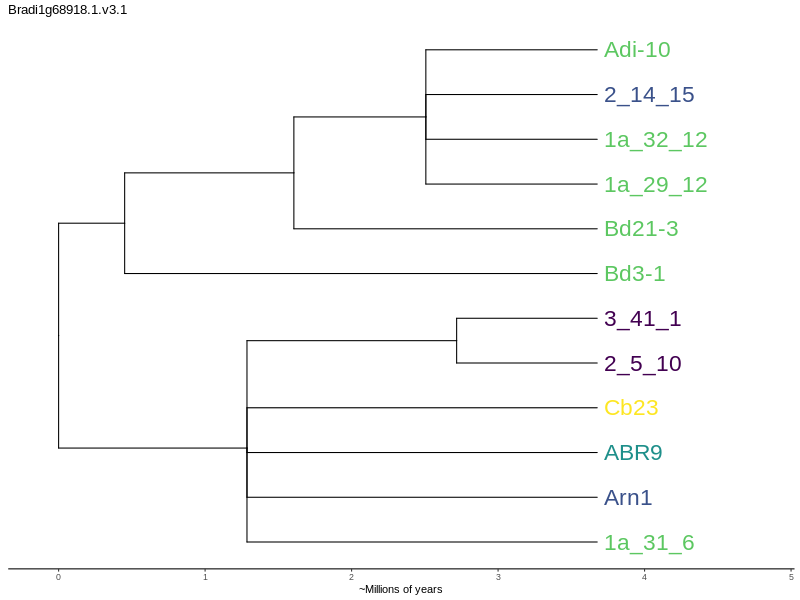 Bradi1g68918.1.v3.1
Adi-10
2_14_15
1a_32_12
1a_29_12
Bd21-3
Bd3-1
3_41_1
2_5_10
Cb23
ABR9
Arn1
1a_31_6
0 1 2 3 4 5
~Millions of years